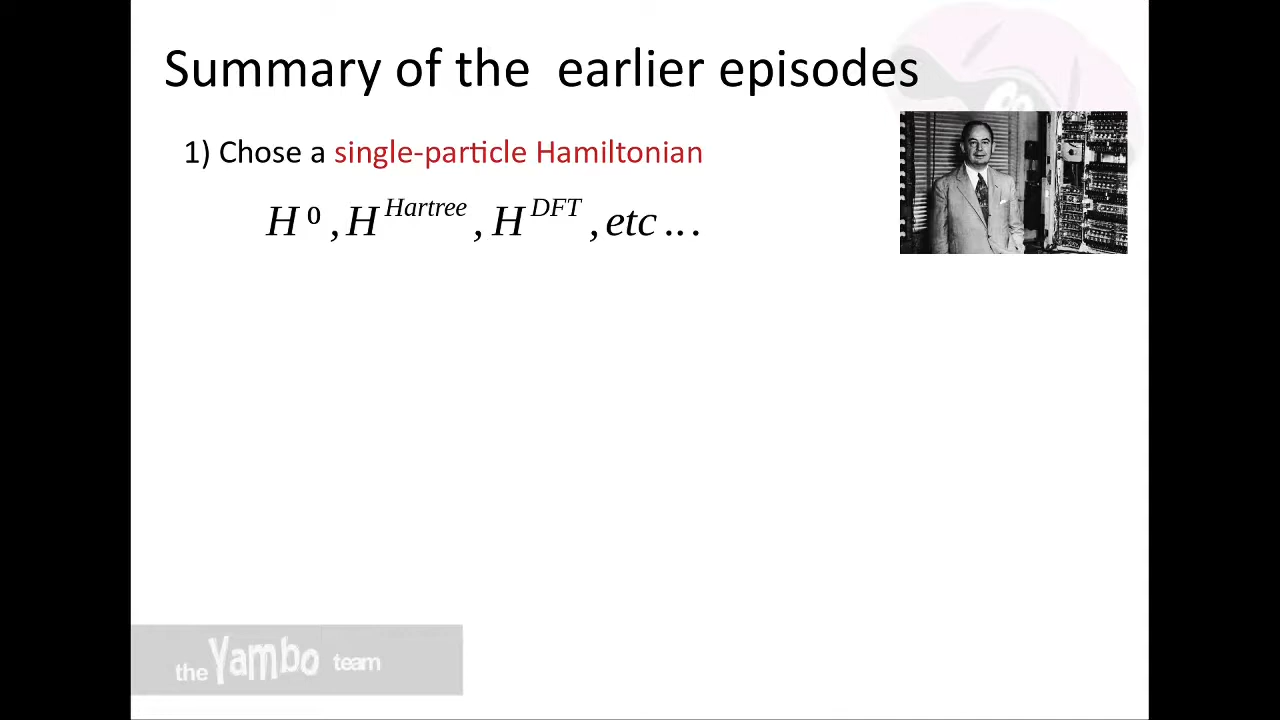 Summary of the earlier episodes
1) Chose a single-particle Hamiltonian
H⁰, H^Hartree, H^DFT, etc...
the Yambo team